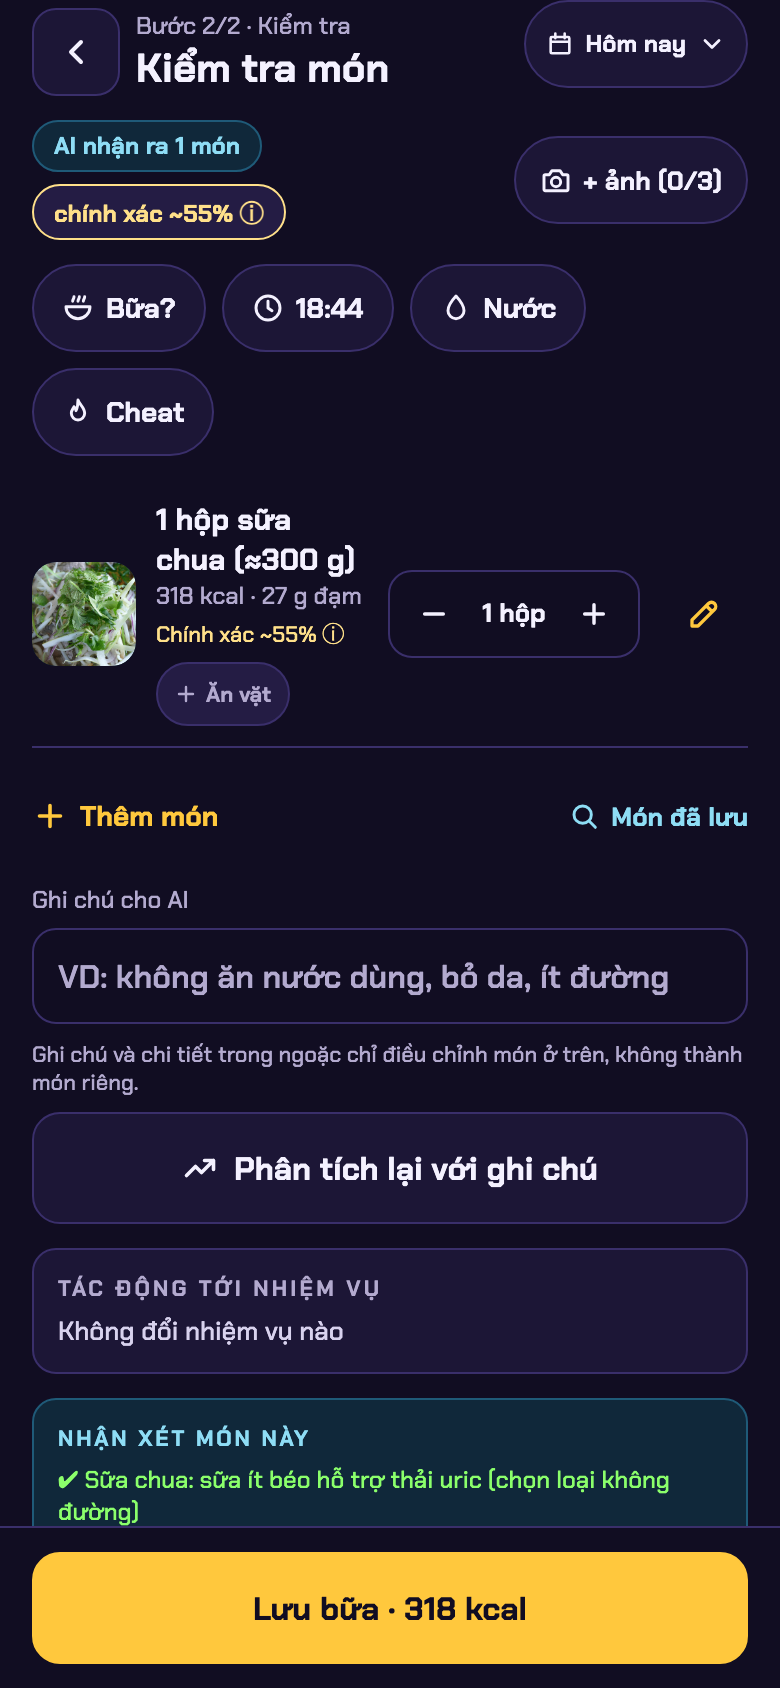 Bước 2/2 · Kiểm tra
Kiểm tra món
Hôm nay
AI nhận ra 1 món
chính xác ~55% ⓘ
+ ảnh (0/3)
Bữa?
18:44
Nước
Cheat
1 hộp sữa
chua (≈300 g)
318 kcal · 27 g đạm
Chính xác ~55% ⓘ
+ Ăn vặt
− 1 hộp +
+ Thêm món
Món đã lưu
Ghi chú cho AI
VD: không ăn nước dùng, bỏ da, ít đường
Ghi chú và chi tiết trong ngoặc chỉ điều chỉnh món ở trên, không thành
món riêng.
Phân tích lại với ghi chú
TÁC ĐỘNG TỚI NHIỆM VỤ
Không đổi nhiệm vụ nào
NHẬN XÉT MÓN NÀY
✔ Sữa chua: sữa ít béo hỗ trợ thải uric (chọn loại không
đường)
Lưu bữa · 318 kcal